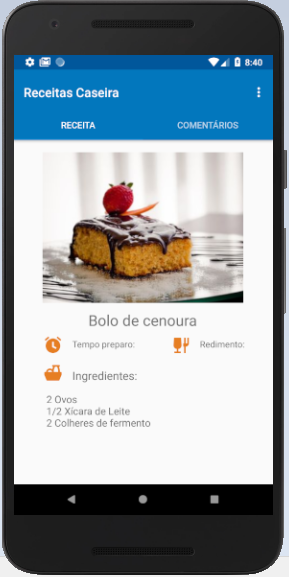 8:40
Receitas Caseira
RECEITA COMENTÁRIOS
Bolo de cenoura
Tempo preparo: Redimento:
Ingredientes:
2 Ovos
1/2 Xícara de Leite
2 Colheres de fermento